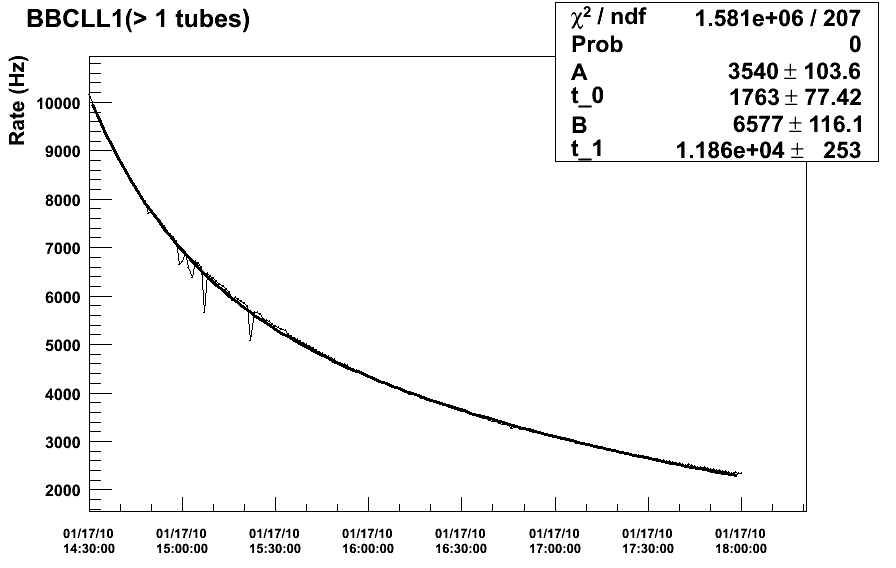 BBCLL1(> 1 tubes)
χ² / ndf 1.581e+06 / 207
Prob 0
A 3540 ± 103.6
t_0 1763 ± 77.42
B 6577 ± 116.1
t_1 1.186e+04 ± 253
Rate (Hz)
10000
9000
8000
7000
6000
5000
4000
3000
2000
01/17/10 01/17/10 01/17/10 01/17/10 01/17/10 01/17/10 01/17/10 01/17/10
14:30:00 15:00:00 15:30:00 16:00:00 16:30:00 17:00:00 17:30:00 18:00:00